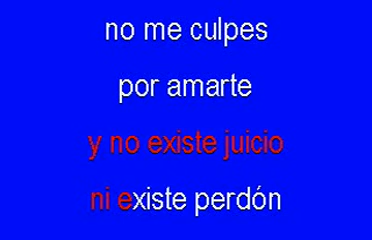 no me culpes
por amarte
y no existe juicio
ni existe perdón